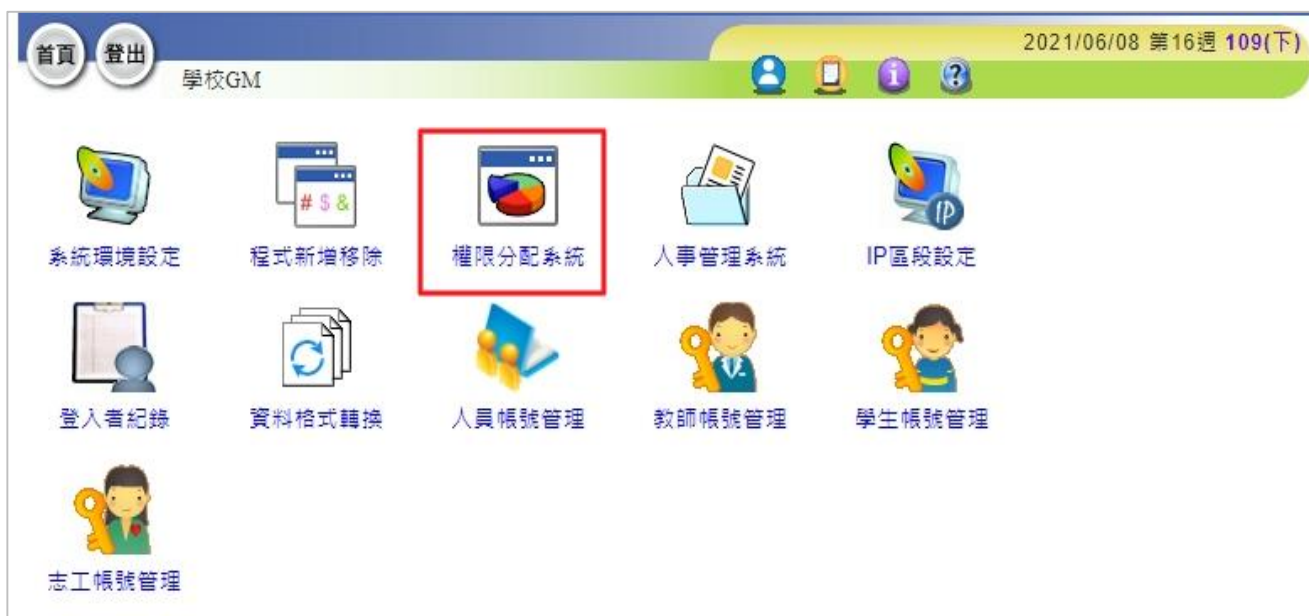 首頁 登出
2021/06/08 第16週 109(下)
學校GM
# $ &
系統環境設定 程式新增移除 權限分配系統 人事管理系統 IP區段設定
IP
登入者紀錄 資料格式轉換 人員帳號管理 教師帳號管理 學生帳號管理
志工帳號管理